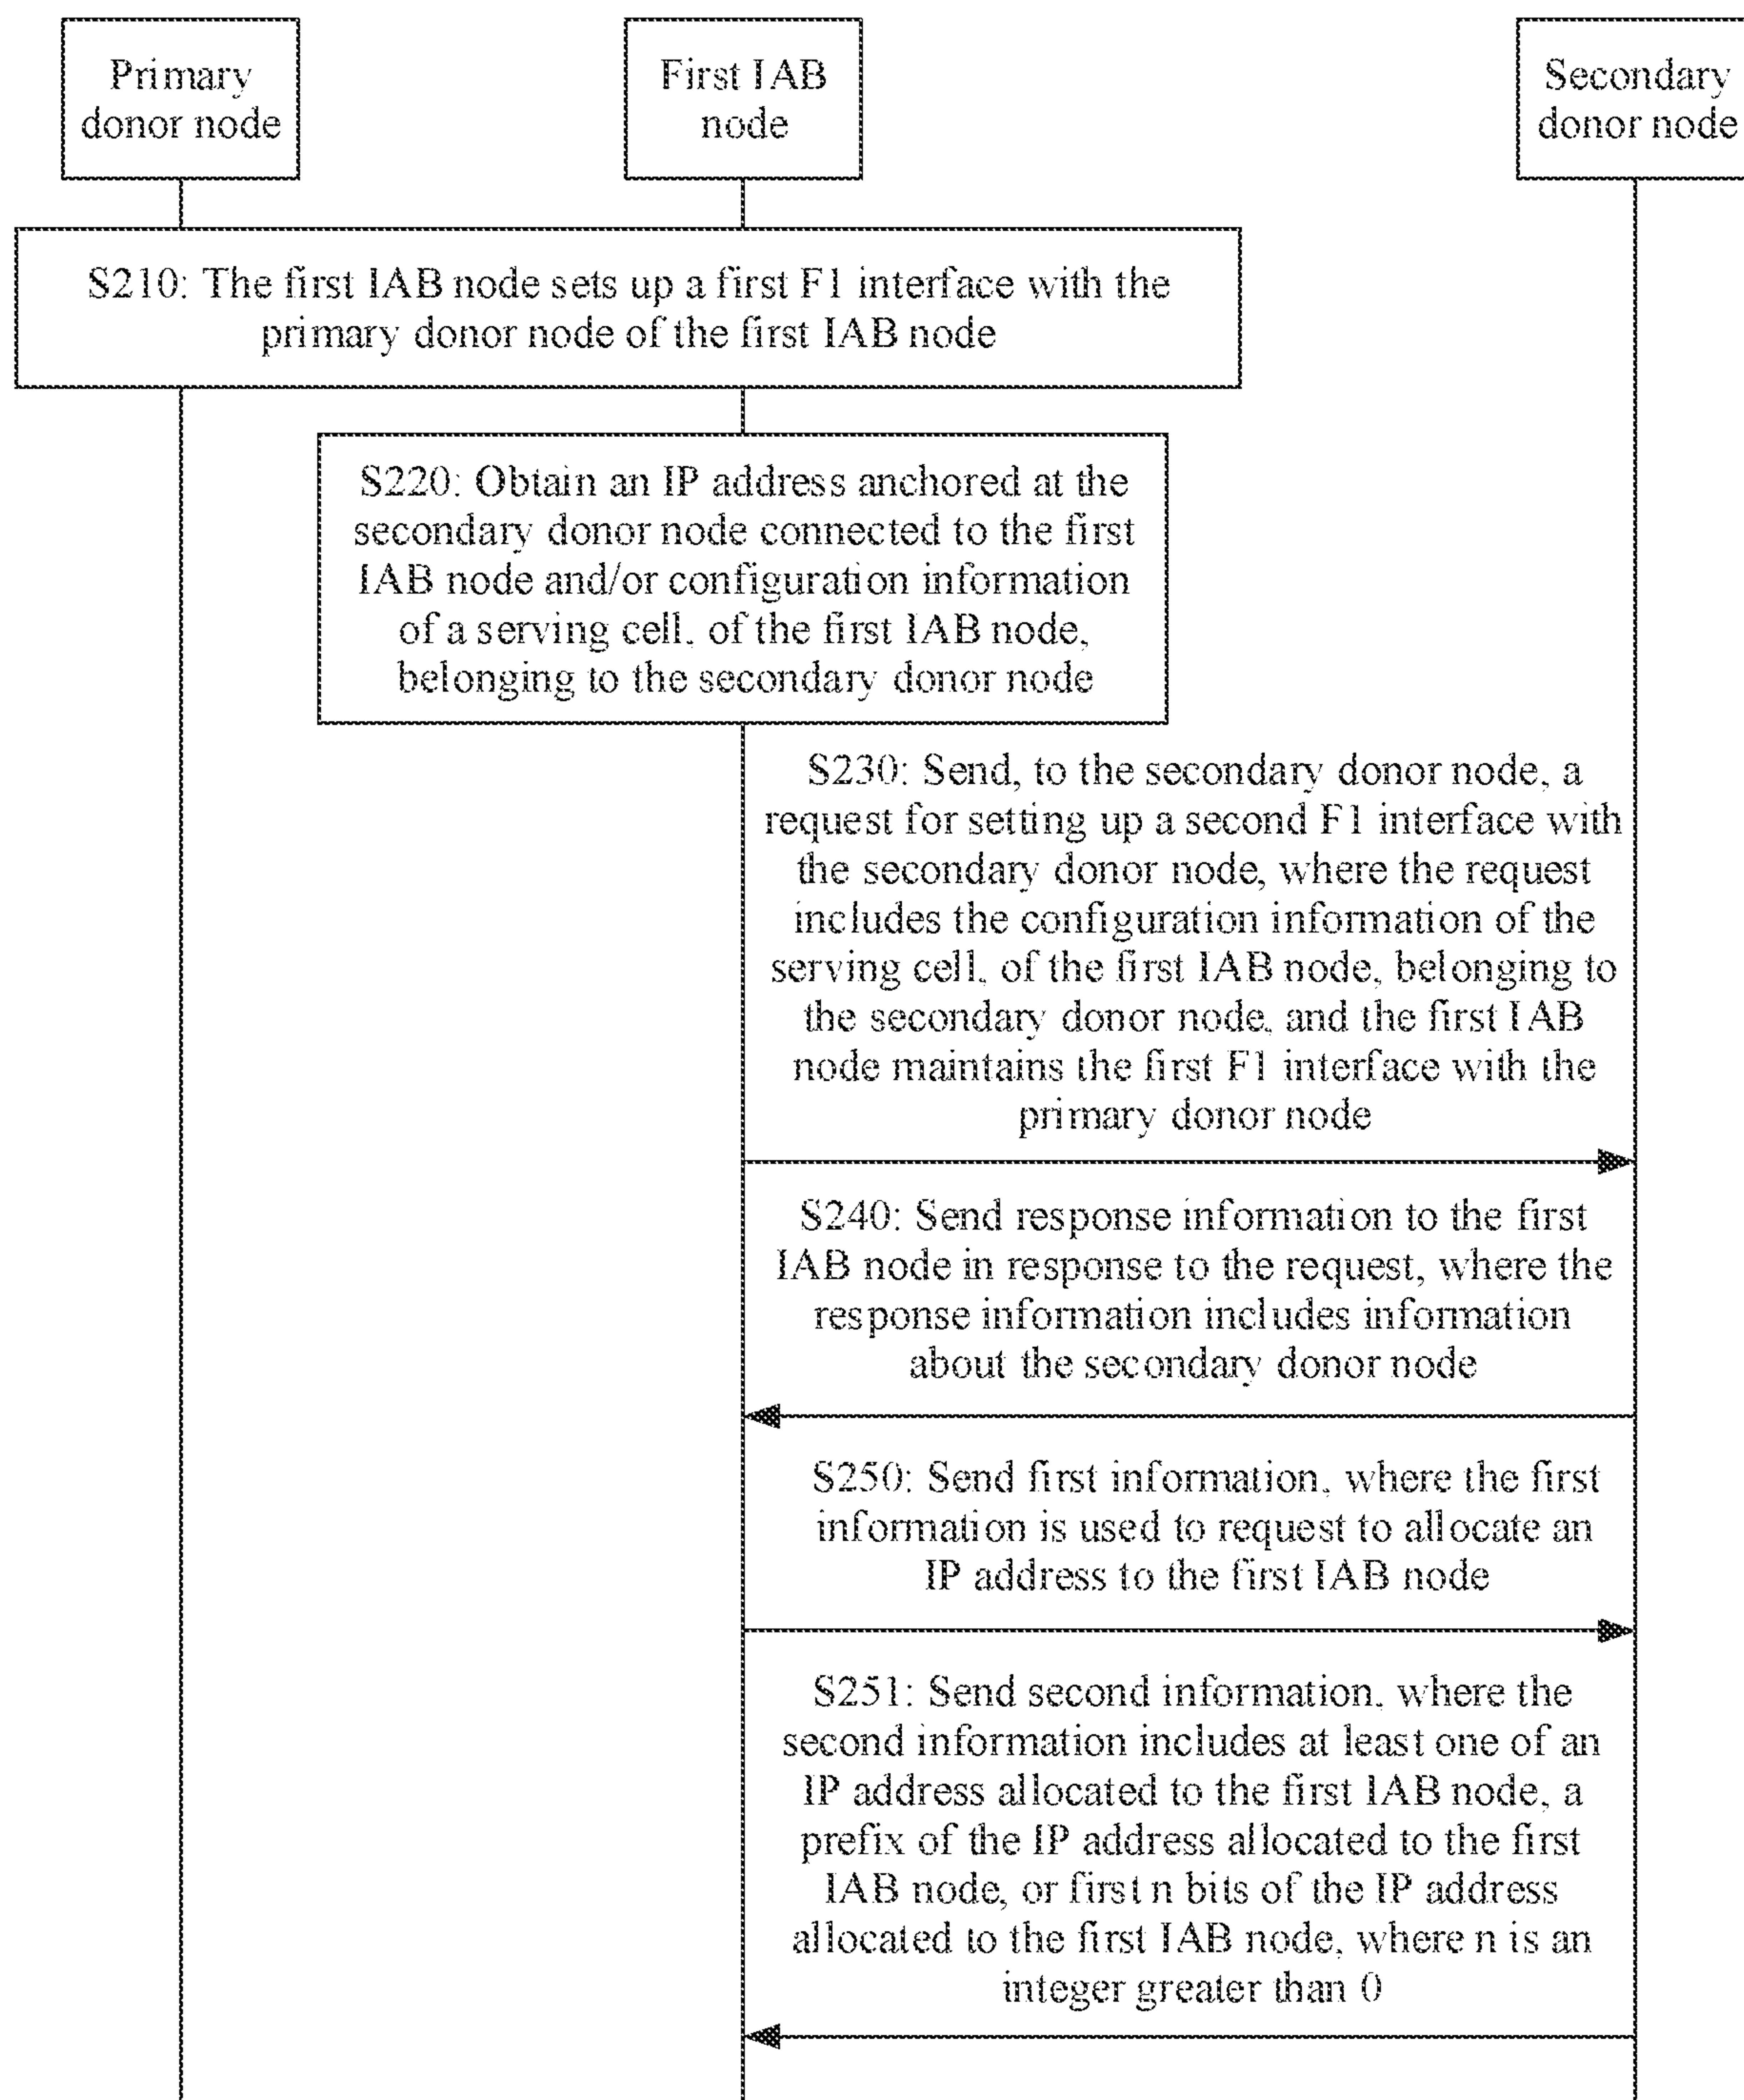 Primary
donor node
First IAB
node
Secondary
donor node
S210: The first IAB node sets up a first F1 interface with the
primary donor node of the first IAB node
S220: Obtain an IP address anchored at the
secondary donor node connected to the first
IAB node and/or configuration information
of a serving cell, of the first IAB node,
belonging to the secondary donor node
S230: Send, to the secondary donor node, a
request for setting up a second F1 interface with
the secondary donor node, where the request
includes the configuration information of the
serving cell, of the first IAB node, belonging to
the secondary donor node, and the first IAB
node maintains the first F1 interface with the
primary donor node
S240: Send response information to the first
IAB node in response to the request, where the
response information includes information
about the secondary donor node
S250: Send first information, where the first
information is used to request to allocate an
IP address to the first IAB node
S251: Send second information, where the
second information includes at least one of an
IP address allocated to the first IAB node, a
prefix of the IP address allocated to the first
IAB node, or first n bits of the IP address
allocated to the first IAB node, where n is an
integer greater than 0